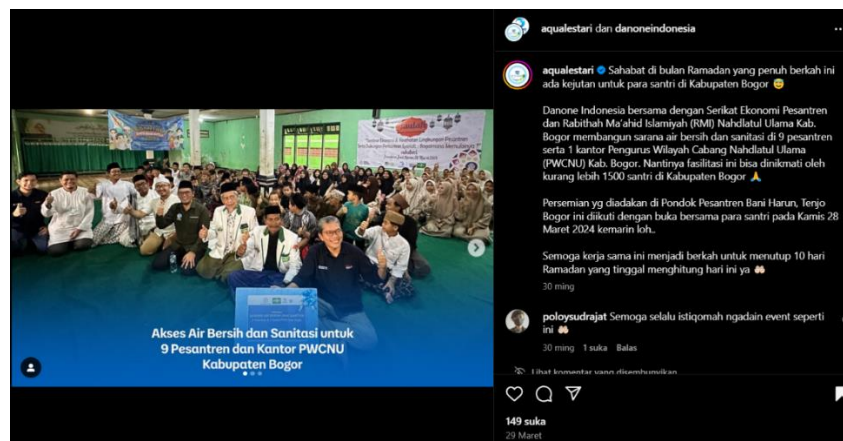 aqualestari dan danoneindonesia
aqualestari Sahabat di bulan Ramadan yang penuh berkah ini
ada kejutan untuk para santri di Kabupaten Bogor 😇
Danone Indonesia bersama dengan Serikat Ekonomi Pesantren
dan Rabithah Ma'ahid Islamiyah (RMI) Nahdlatul Ulama Kab.
Bogor membangun sarana air bersih dan sanitasi di 9 pesantren
serta 1 kantor Pengurus Wilayah Cabang Nahdlatul Ulama
(PWCNU) Kab. Bogor. Nantinya fasilitasi ini bisa dinikmati oleh
kurang lebih 1500 santri di Kabupaten Bogor 🙏
Persemian yg diadakan di Pondok Pesantren Bani Harun, Tenjo
Bogor ini diikuti dengan buka bersama para santri pada Kamis 28
Maret 2024 kemarin loh..
Semoga kerja sama ini menjadi berkah untuk menutup 10 hari
Ramadan yang tinggal menghitung hari ini ya 🤲🏻
30 ming
poloysudrajat Semoga selalu istiqomah ngadain event seperti
ini 🤲🏻
30 ming 1 suka Balas
Lihat komentar yang disembunyikan
149 suka
29 Maret
Akses Air Bersih dan Sanitasi untuk
9 Pesantren dan Kantor PWCNU
Kabupaten Bogor